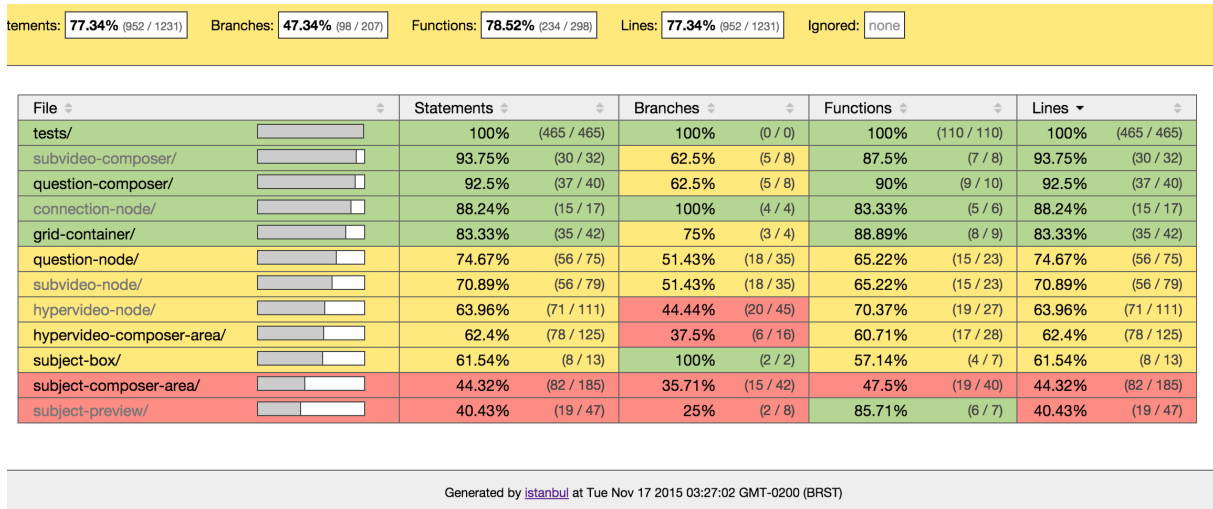 tements: 77.34% (952 / 1231) Branches: 47.34% (98 / 207) Functions: 78.52% (234 / 298) Lines: 77.34% (952 / 1231) Ignored: none
File Statements Branches Functions Lines
tests/ 100% (465 / 465) 100% (0 / 0) 100% (110 / 110) 100% (465 / 465)
subvideo-composer/ 93.75% (30 / 32) 62.5% (5 / 8) 87.5% (7 / 8) 93.75% (30 / 32)
question-composer/ 92.5% (37 / 40) 62.5% (5 / 8) 90% (9 / 10) 92.5% (37 / 40)
connection-node/ 88.24% (15 / 17) 100% (4 / 4) 83.33% (5 / 6) 88.24% (15 / 17)
grid-container/ 83.33% (35 / 42) 75% (3 / 4) 88.89% (8 / 9) 83.33% (35 / 42)
question-node/ 74.67% (56 / 75) 51.43% (18 / 35) 65.22% (15 / 23) 74.67% (56 / 75)
subvideo-node/ 70.89% (56 / 79) 51.43% (18 / 35) 65.22% (15 / 23) 70.89% (56 / 79)
hypervideo-node/ 63.96% (71 / 111) 44.44% (20 / 45) 70.37% (19 / 27) 63.96% (71 / 111)
hypervideo-composer-area/ 62.4% (78 / 125) 37.5% (6 / 16) 60.71% (17 / 28) 62.4% (78 / 125)
subject-box/ 61.54% (8 / 13) 100% (2 / 2) 57.14% (4 / 7) 61.54% (8 / 13)
subject-composer-area/ 44.32% (82 / 185) 35.71% (15 / 42) 47.5% (19 / 40) 44.32% (82 / 185)
subject-preview/ 40.43% (19 / 47) 25% (2 / 8) 85.71% (6 / 7) 40.43% (19 / 47)
Generated by istanbul at Tue Nov 17 2015 03:27:02 GMT-0200 (BRST)